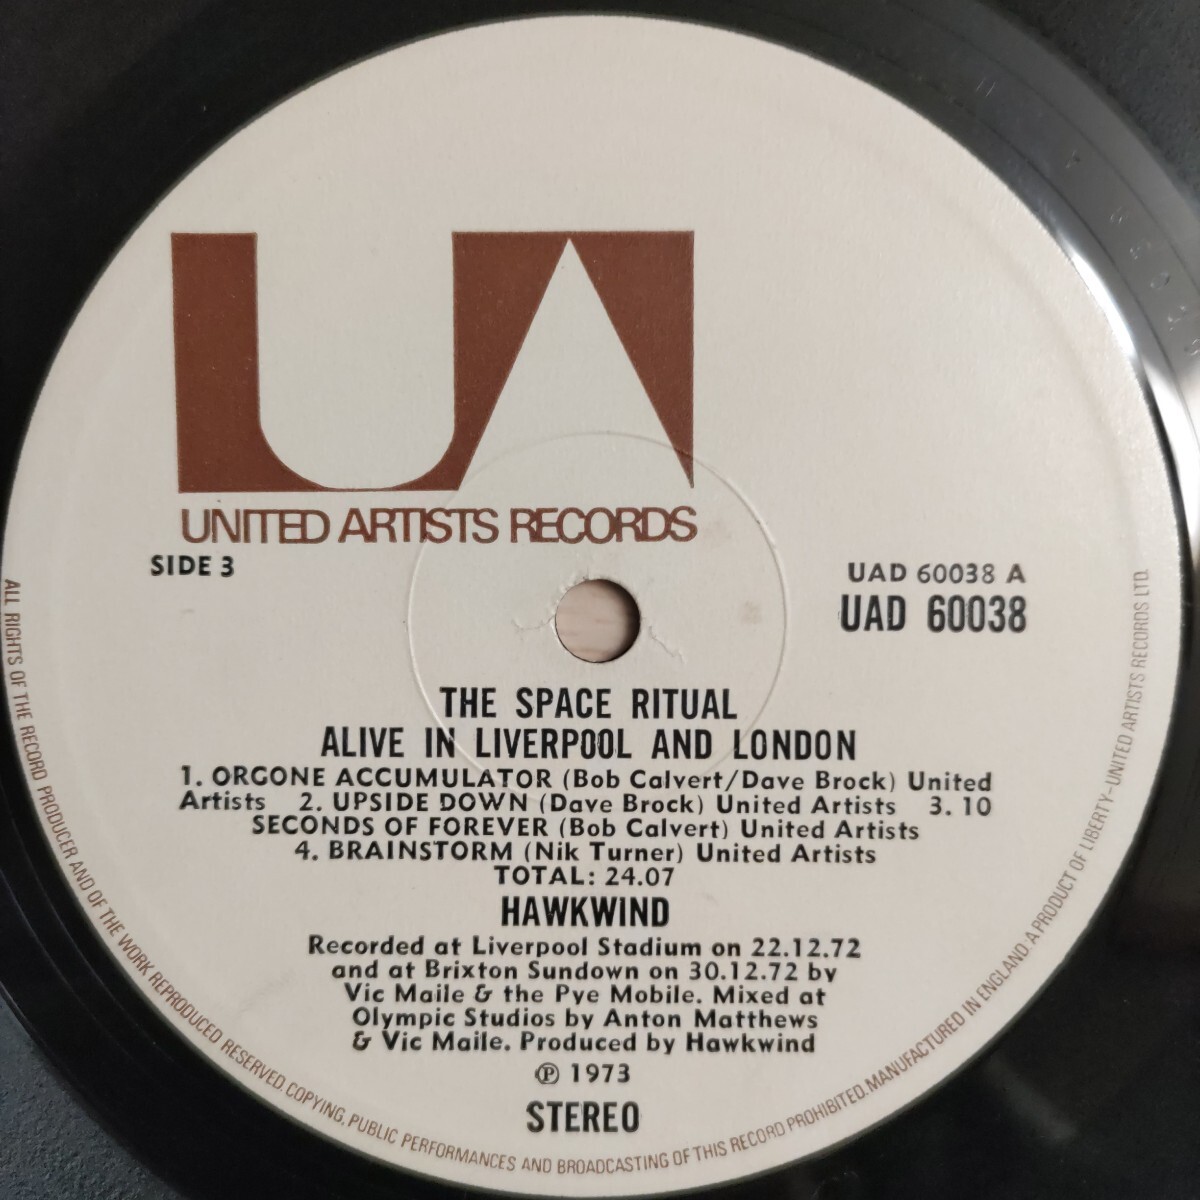 UA
UNITED ARTISTS RECORDS
SIDE 3
UAD 60038 A
UAD 60038
THE SPACE RITUAL
ALIVE IN LIVERPOOL AND LONDON
1. ORGONE ACCUMULATOR (Bob Calvert/Dave Brock) United
Artists 2. UPSIDE DOWN (Dave Brock) United Artists 3. 10
SECONDS OF FOREVER (Bob Calvert) United Artists
4. BRAINSTORM (Nik Turner) United Artists
TOTAL: 24.07
HAWKWIND
Recorded at Liverpool Stadium on 22.12.72
and at Brixton Sundown on 30.12.72 by
Vic Maile & the Pye Mobile. Mixed at
Olympic Studios by Anton Matthews
& Vic Maile. Produced by Hawkwind
℗ 1973
STEREO
ALL RIGHTS OF THE RECORD PRODUCER AND OF THE WORK REPRODUCED RESERVED. COPYING, PUBLIC PERFORMANCES AND BROADCASTING OF THIS RECORD PROHIBITED. MANUFACTURED IN ENGLAND. A PRODUCT OF LIBERTY-UNITED ARTISTS RECORDS LTD.